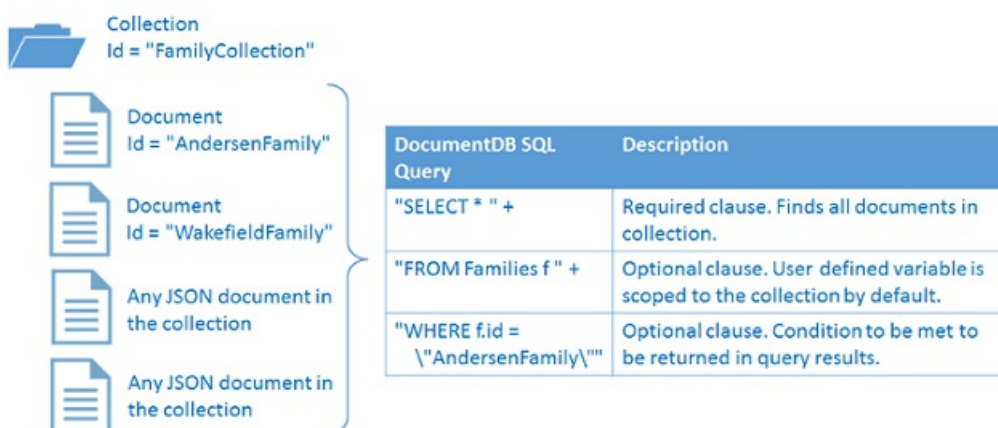 Collection
Id = "FamilyCollection"
Document
Id = "AndersenFamily"
Document
Id = "WakefieldFamily"
Any JSON document in
the collection
Any JSON document in
the collection
DocumentDB SQL
Query
Description
"SELECT * " +
Required clause. Finds all documents in
collection.
"FROM Families f " +
Optional clause. User defined variable is
scoped to the collection by default.
"WHERE f.id =
\"AndersenFamily\""
Optional clause. Condition to be met to
be returned in query results.